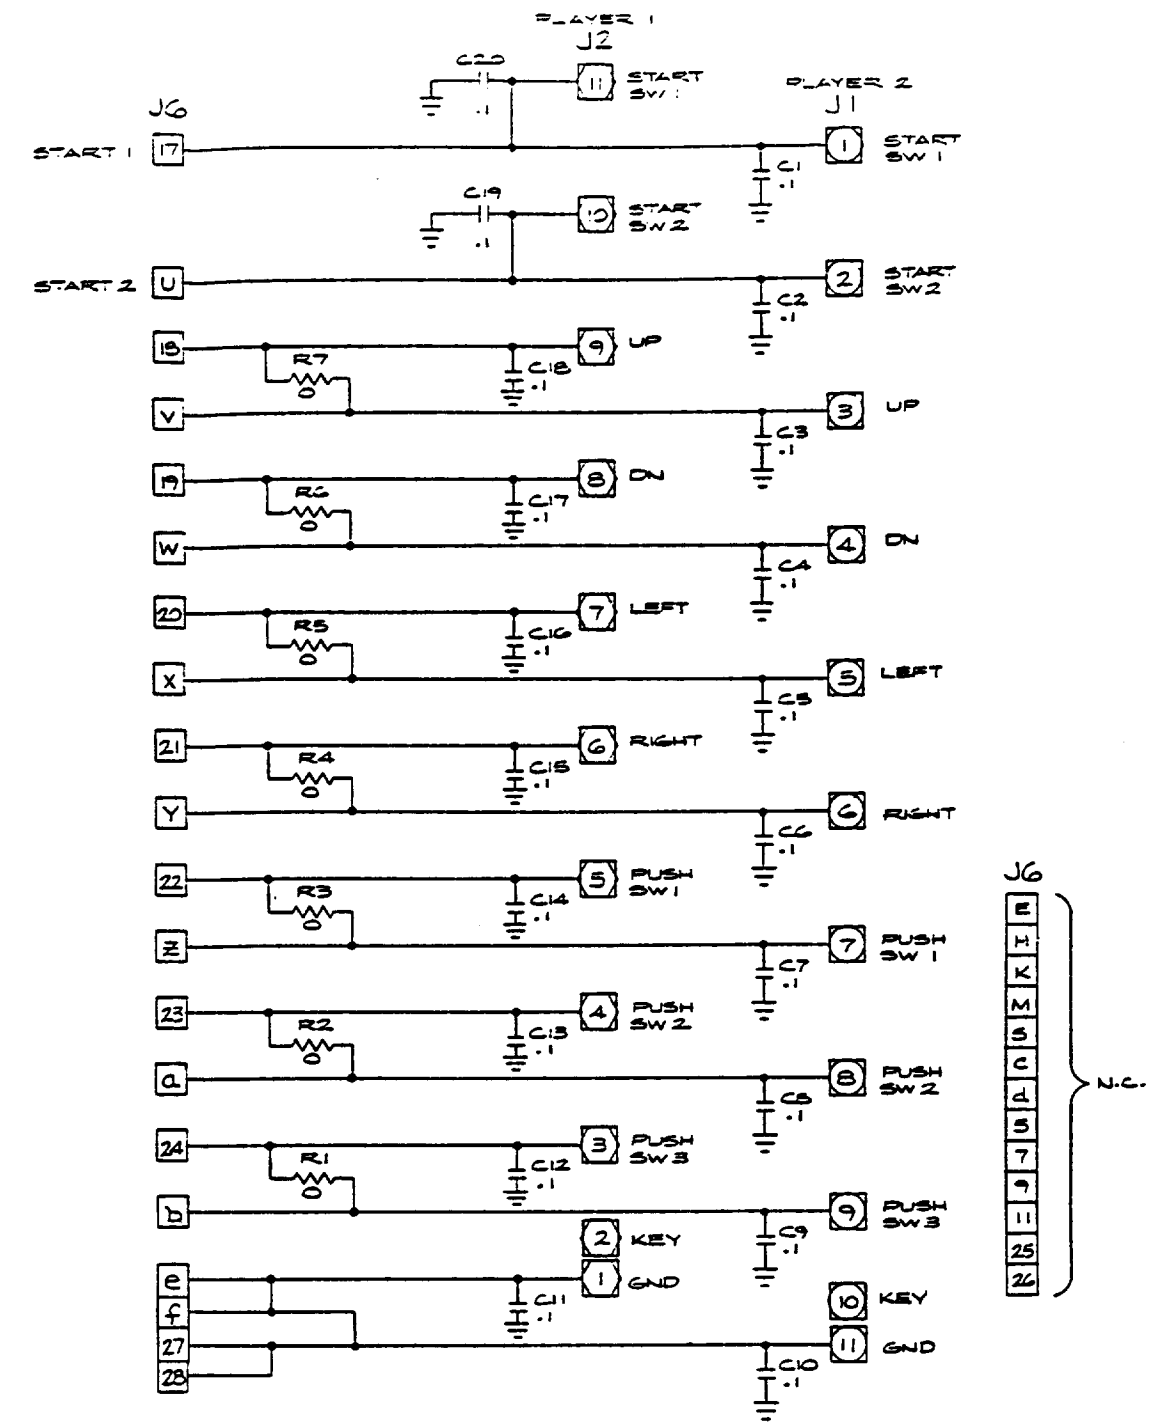 PLAYER 1
J2
C20
.1
11
START
SW 1
PLAYER 2
J1
J6
START 1
17
1
START
SW 1
C1
.1
C19
.1
10
START
SW 2
START 2
U
2
START
SW2
C2
.1
18
R7
0
C18
.1
9
UP
V
3
UP
C3
.1
19
R6
0
C17
.1
8
DN
W
4
DN
C4
.1
20
R5
0
C16
.1
7
LEFT
X
5
LEFT
C5
.1
21
R4
0
C15
.1
6
RIGHT
Y
6
RIGHT
C6
.1
22
R3
0
C14
.1
5
PUSH
SW 1
Z
7
PUSH
SW 1
C7
.1
23
R2
0
C13
.1
4
PUSH
SW 2
a
8
PUSH
SW 2
C8
.1
24
R1
0
C12
.1
3
PUSH
SW 3
b
9
PUSH
SW 3
C9
.1
2
KEY
e
1
GND
C11
.1
f
10
KEY
27
11
GND
28
C10
.1
J6
E
H
K
M
S
c
d
5
7
9
11
25
26
N.C.